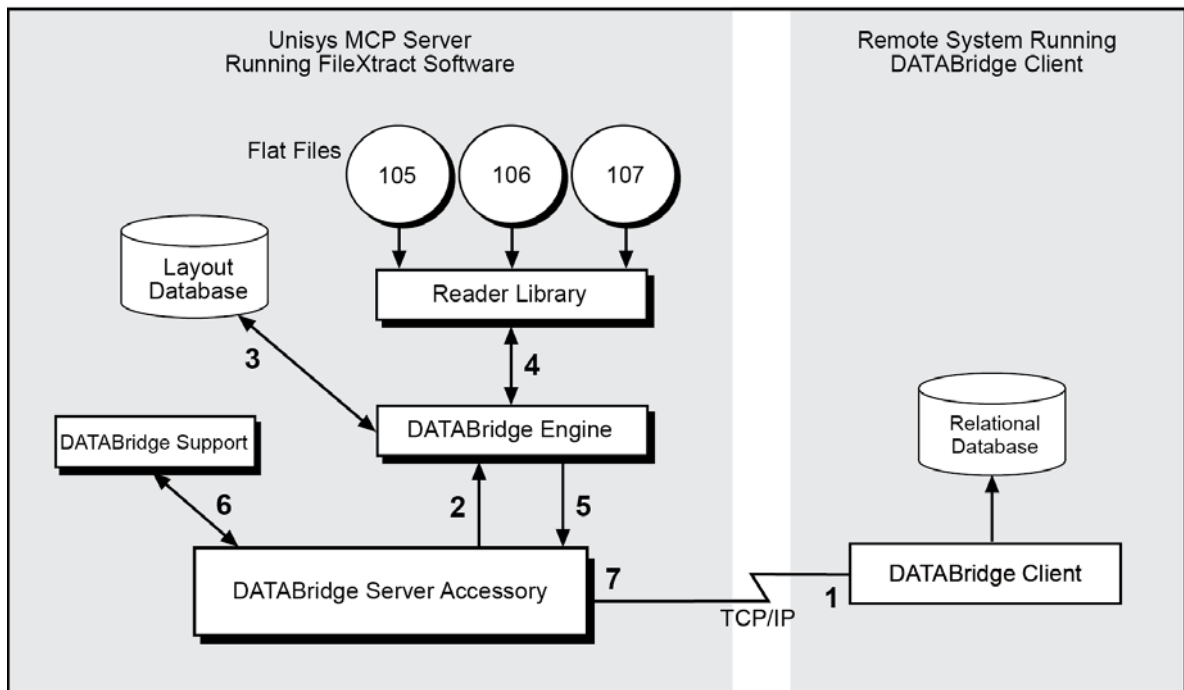 Unisys MCP Server
Running FileXtract Software
Remote System Running
DATABridge Client
Flat Files
105
106
107
Layout
Database
Reader Library
3
4
DATABridge Support
DATABridge Engine
Relational
Database
6
2
5
DATABridge Server Accessory
7
TCP/IP
1
DATABridge Client